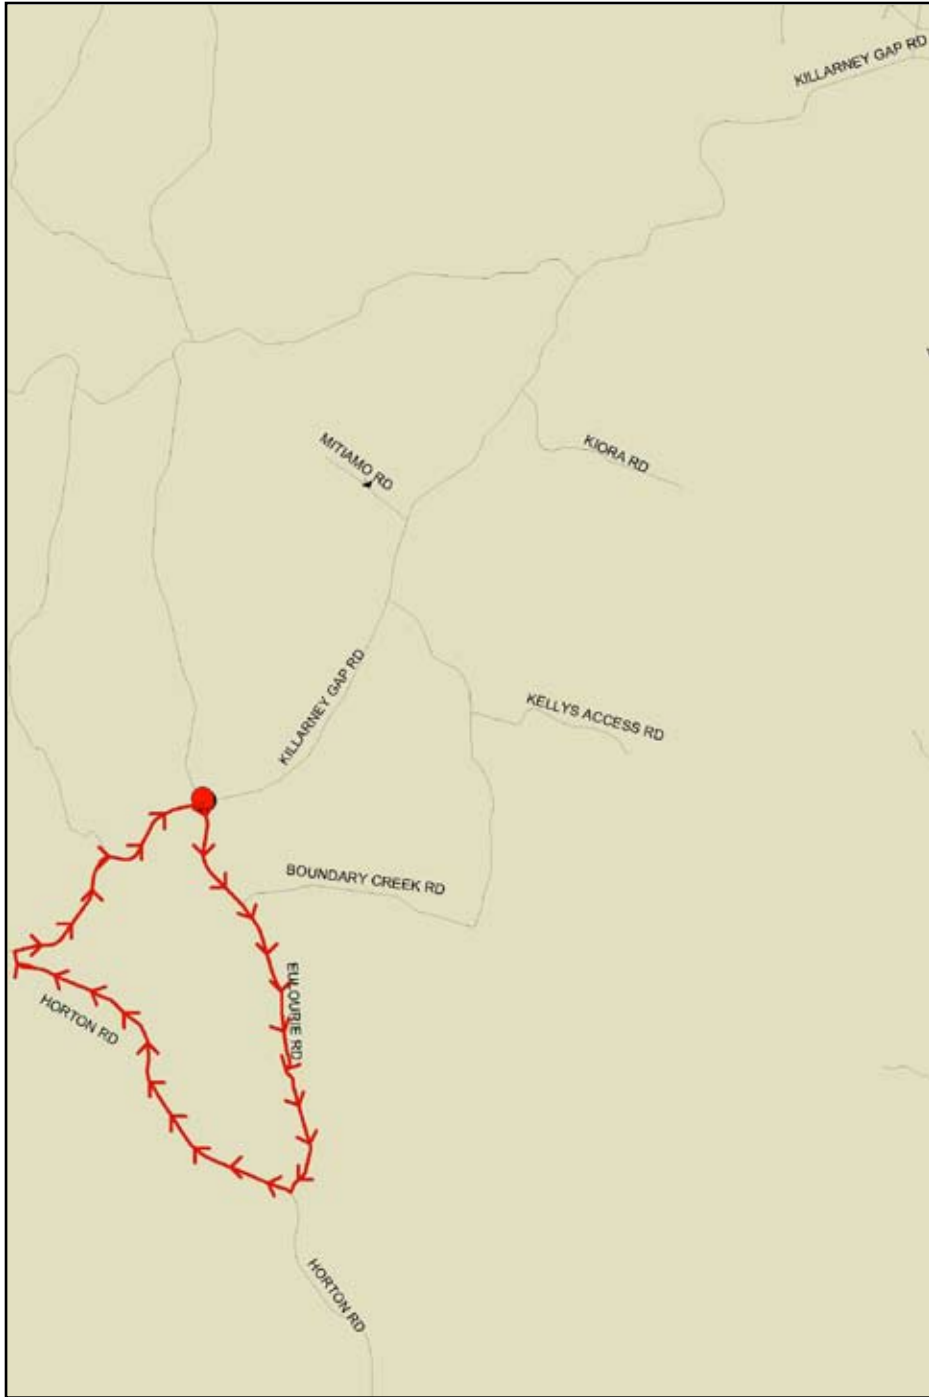 KILLARNEY GAP RD
MITIAMO RD
KIORA RD
KILLARNEY GAP RD
KELLYS ACCESS RD
BOUNDARY CREEK RD
EULOURIE RD
HORTON RD
HORTON RD